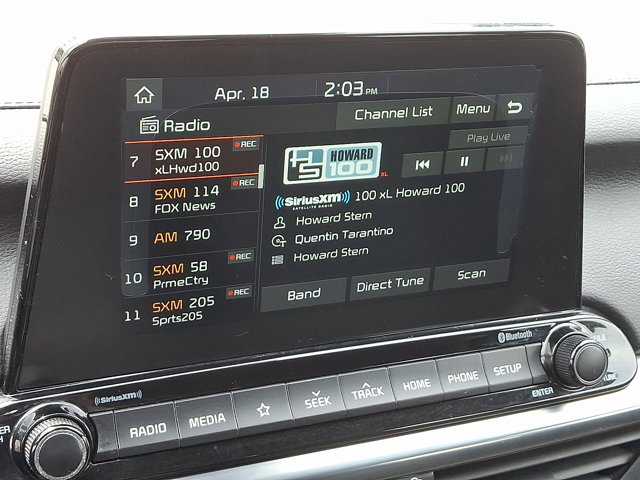 Apr. 18 2:03 PM
Radio Channel List Menu
Play Live
7 SXM 100 REC
xLHwd100
8 SXM 114 REC
FOX News
9 AM 790
10 SXM 58 REC
PrmeCtry
11 SXM 205 REC
Sprts205
HOWARD
100 XL
SiriusXM 100 xL Howard 100
SATELLITE RADIO
Howard Stern
Quentin Tarantino
Howard Stern
Band Direct Tune Scan
Bluetooth
SiriusXM
RADIO MEDIA SEEK TRACK HOME PHONE SETUP
ENTER
FILE
TUNE